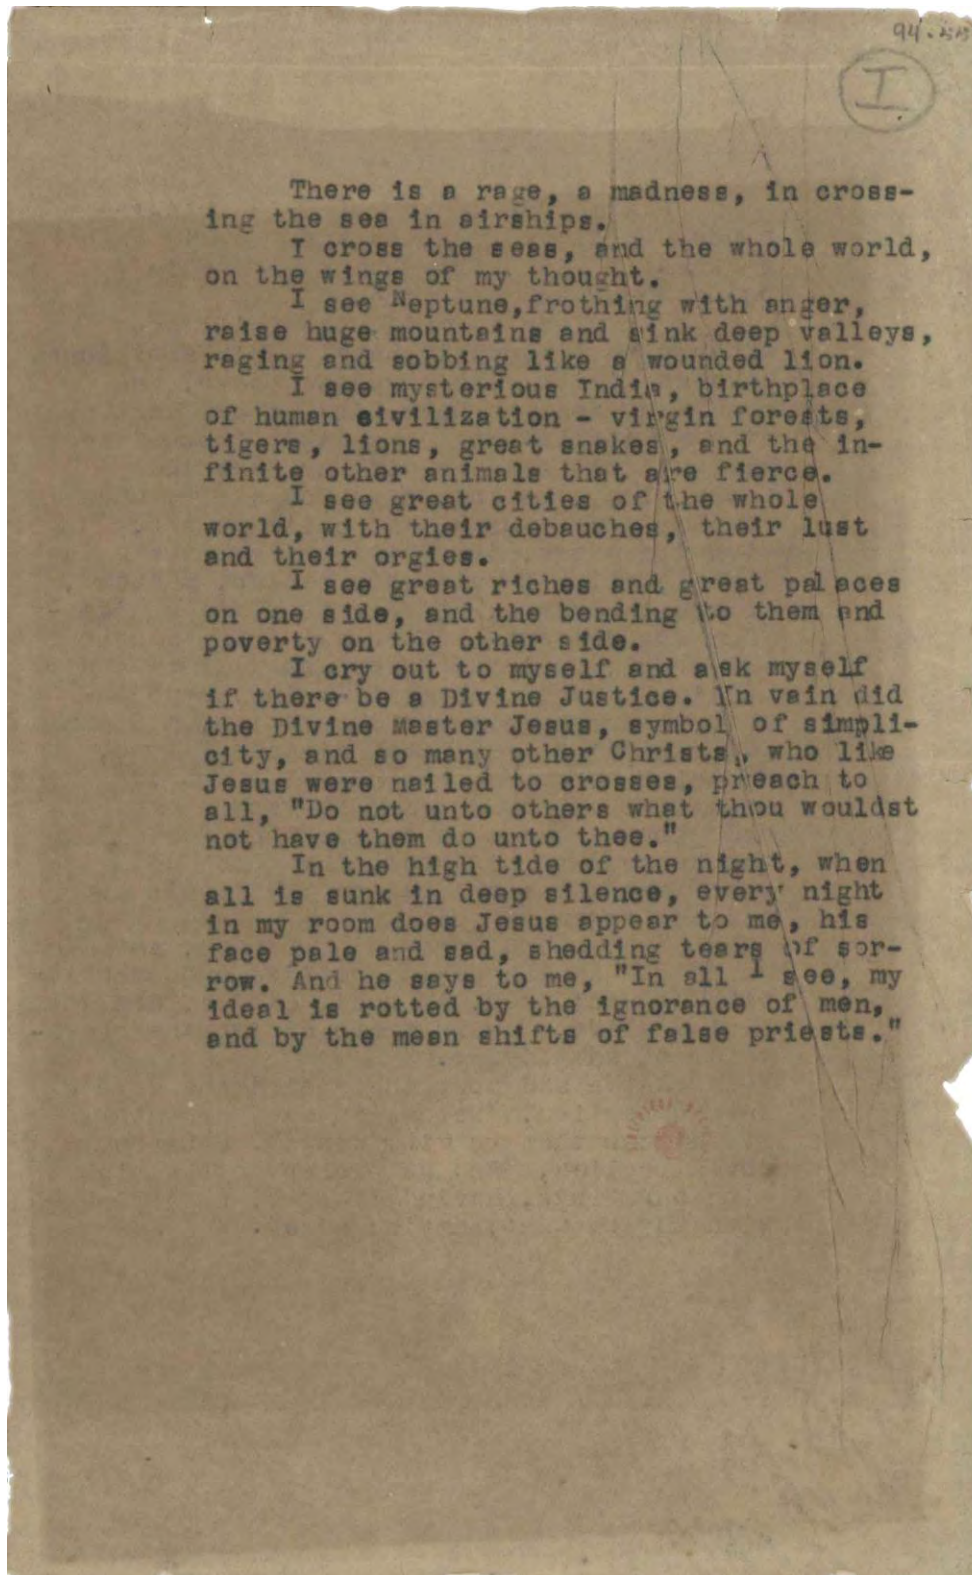 I
There is a rage, a madness, in cross-
ing the sea in airships.
I cross the seas, and the whole world,
on the wings of my thought.
I see Neptune,frothing with anger,
raise huge mountains and sink deep valleys,
raging and sobbing like a wounded lion.
I see mysterious India, birthplace
of human civilization - virgin forests,
tigers, lions, great snakes, and the in-
finite other animals that are fierce.
I see great cities of the whole
world, with their debauches, their lust
and their orgies.
I see great riches and great palaces
on one side, and the bending to them and
poverty on the other side.
I cry out to myself and ask myself
if there be a Divine Justice. In vain did
the Divine Master Jesus, symbol of simpli-
city, and so many other Christs, who like
Jesus were nailed to crosses, preach to
all, "Do not unto others what thou wouldst
not have them do unto thee."
In the high tide of the night, when
all is sunk in deep silence, every night
in my room does Jesus appear to me, his
face pale and sad, shedding tears of sor-
row. And he says to me, "In all I see, my
ideal is rotted by the ignorance of men,
and by the mean shifts of false priests."